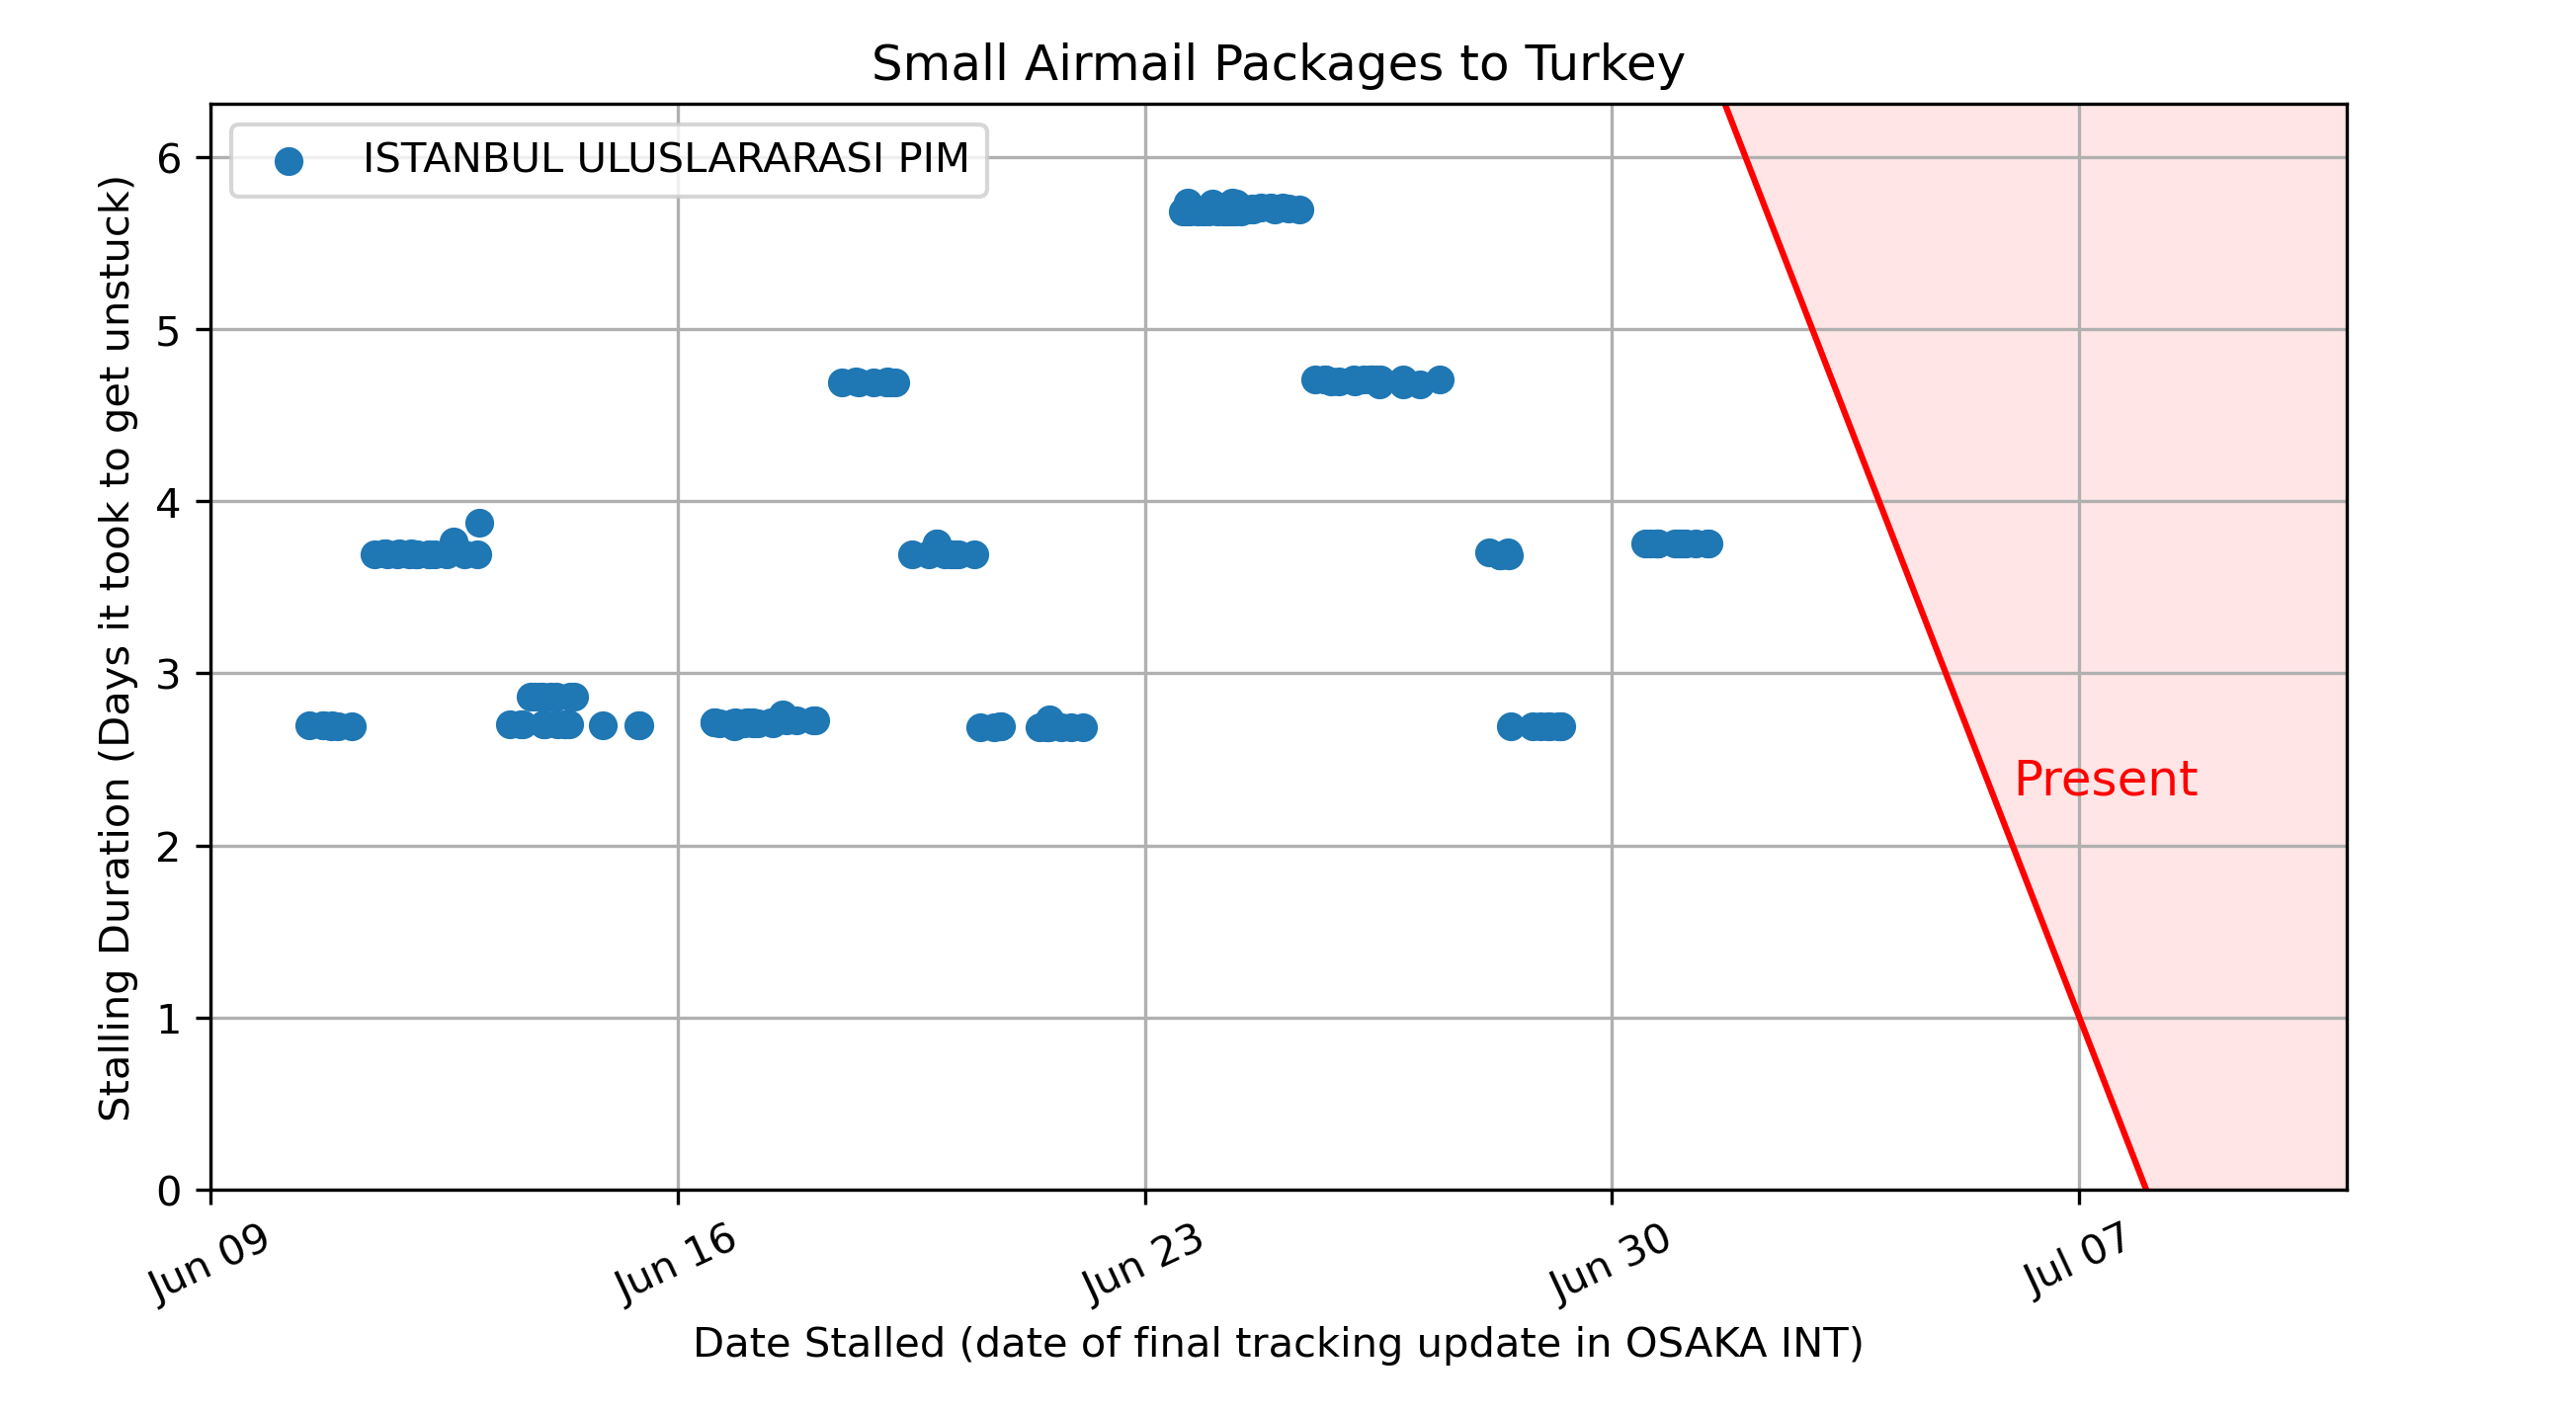 Small Airmail Packages to Turkey
ISTANBUL ULUSLARARASI PIM
6
5
4
3
2
1
0
Stalling Duration (Days it took to get unstuck)
Present
Jun 09
Jun 16
Jun 23
Jun 30
Jul 07
Date Stalled (date of final tracking update in OSAKA INT)